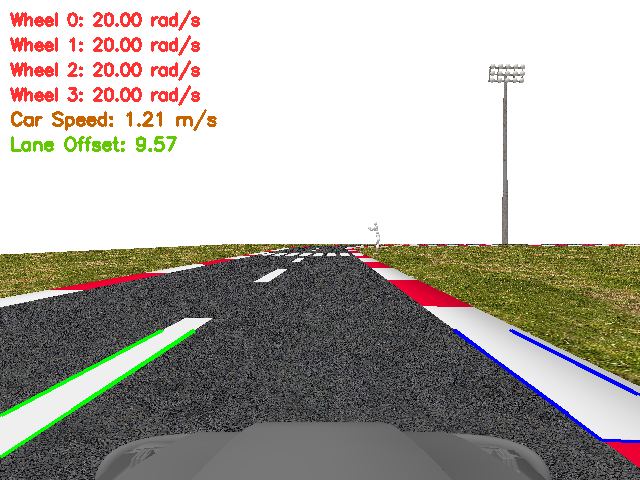 Wheel 0: 20.00 rad/s
Wheel 1: 20.00 rad/s
Wheel 2: 20.00 rad/s
Wheel 3: 20.00 rad/s
Car Speed: 1.21 m/s
Lane Offset: 9.57